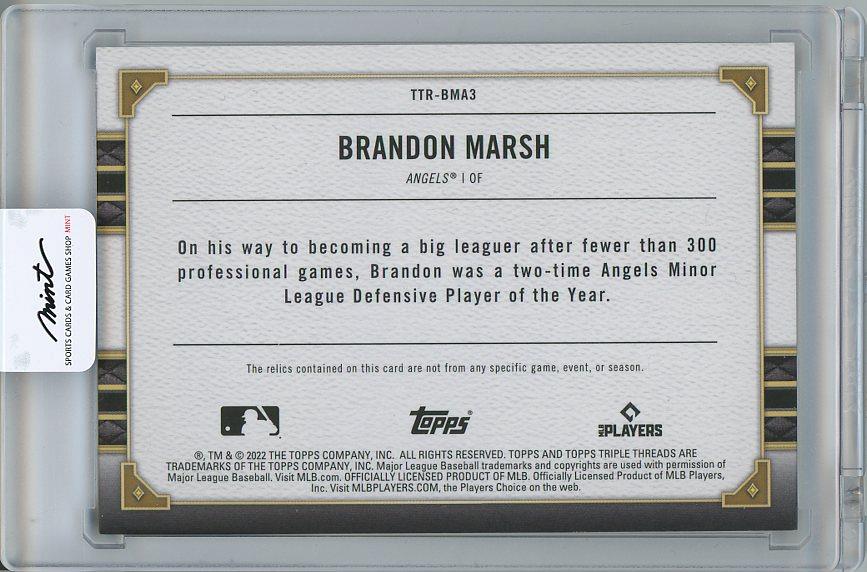 TTR-BMA3
BRANDON MARSH
ANGELS® | OF
On his way to becoming a big leaguer after fewer than 300
professional games, Brandon was a two-time Angels Minor
League Defensive Player of the Year.
The relics contained on this card are not from any specific game, event, or season.
topps®
MLB PLAYERS
®, TM & © 2022 THE TOPPS COMPANY, INC. ALL RIGHTS RESERVED. TOPPS AND TOPPS TRIPLE THREADS ARE
TRADEMARKS OF THE TOPPS COMPANY, INC. Major League Baseball trademarks and copyrights are used with permission of
Major League Baseball. Visit MLB.com. OFFICIALLY LICENSED PRODUCT OF MLB. Officially Licensed Product of MLB Players,
Inc. Visit MLBPLAYERS.COM, the Players Choice on the web.
mint
SPORTS CARDS & CARD GAMES SHOP MINT